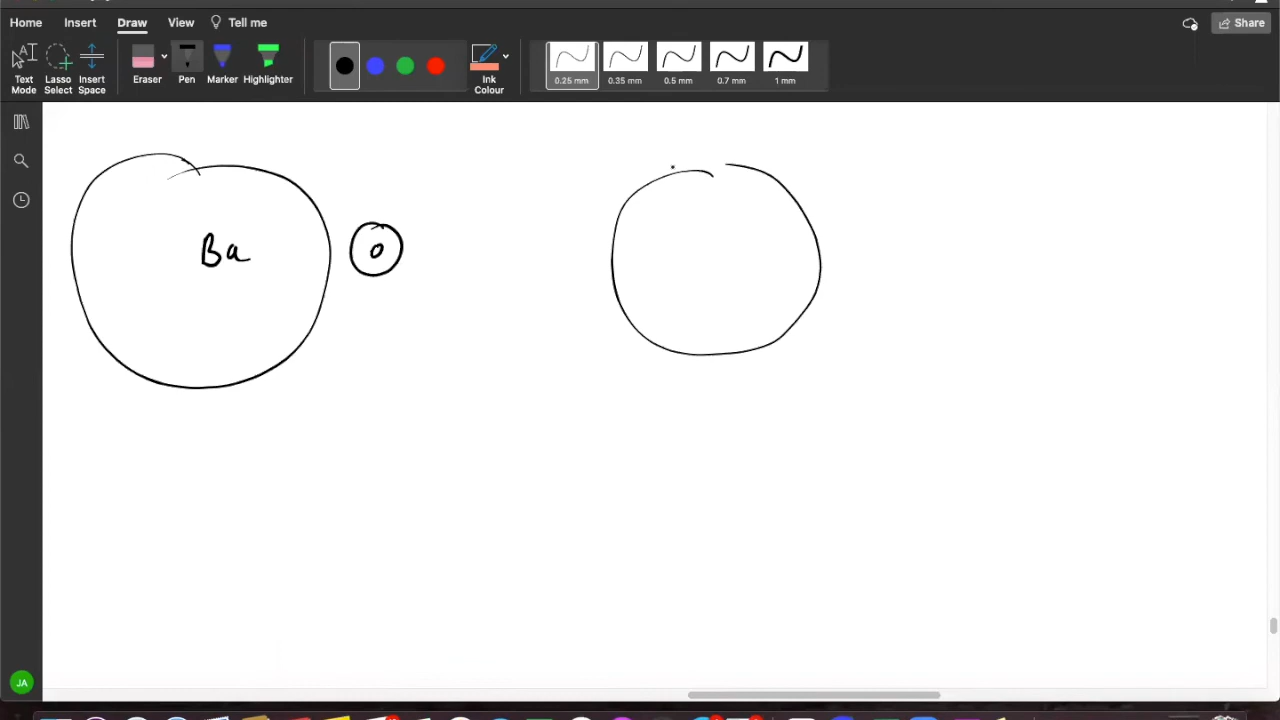 Home Insert Draw View Tell me
Share
Text Mode
Lasso Select
Insert Space
Eraser
Pen
Marker
Highlighter
Ink Colour
0.25 mm
0.35 mm
0.5 mm
0.7 mm
1 mm
Ba
O
JA